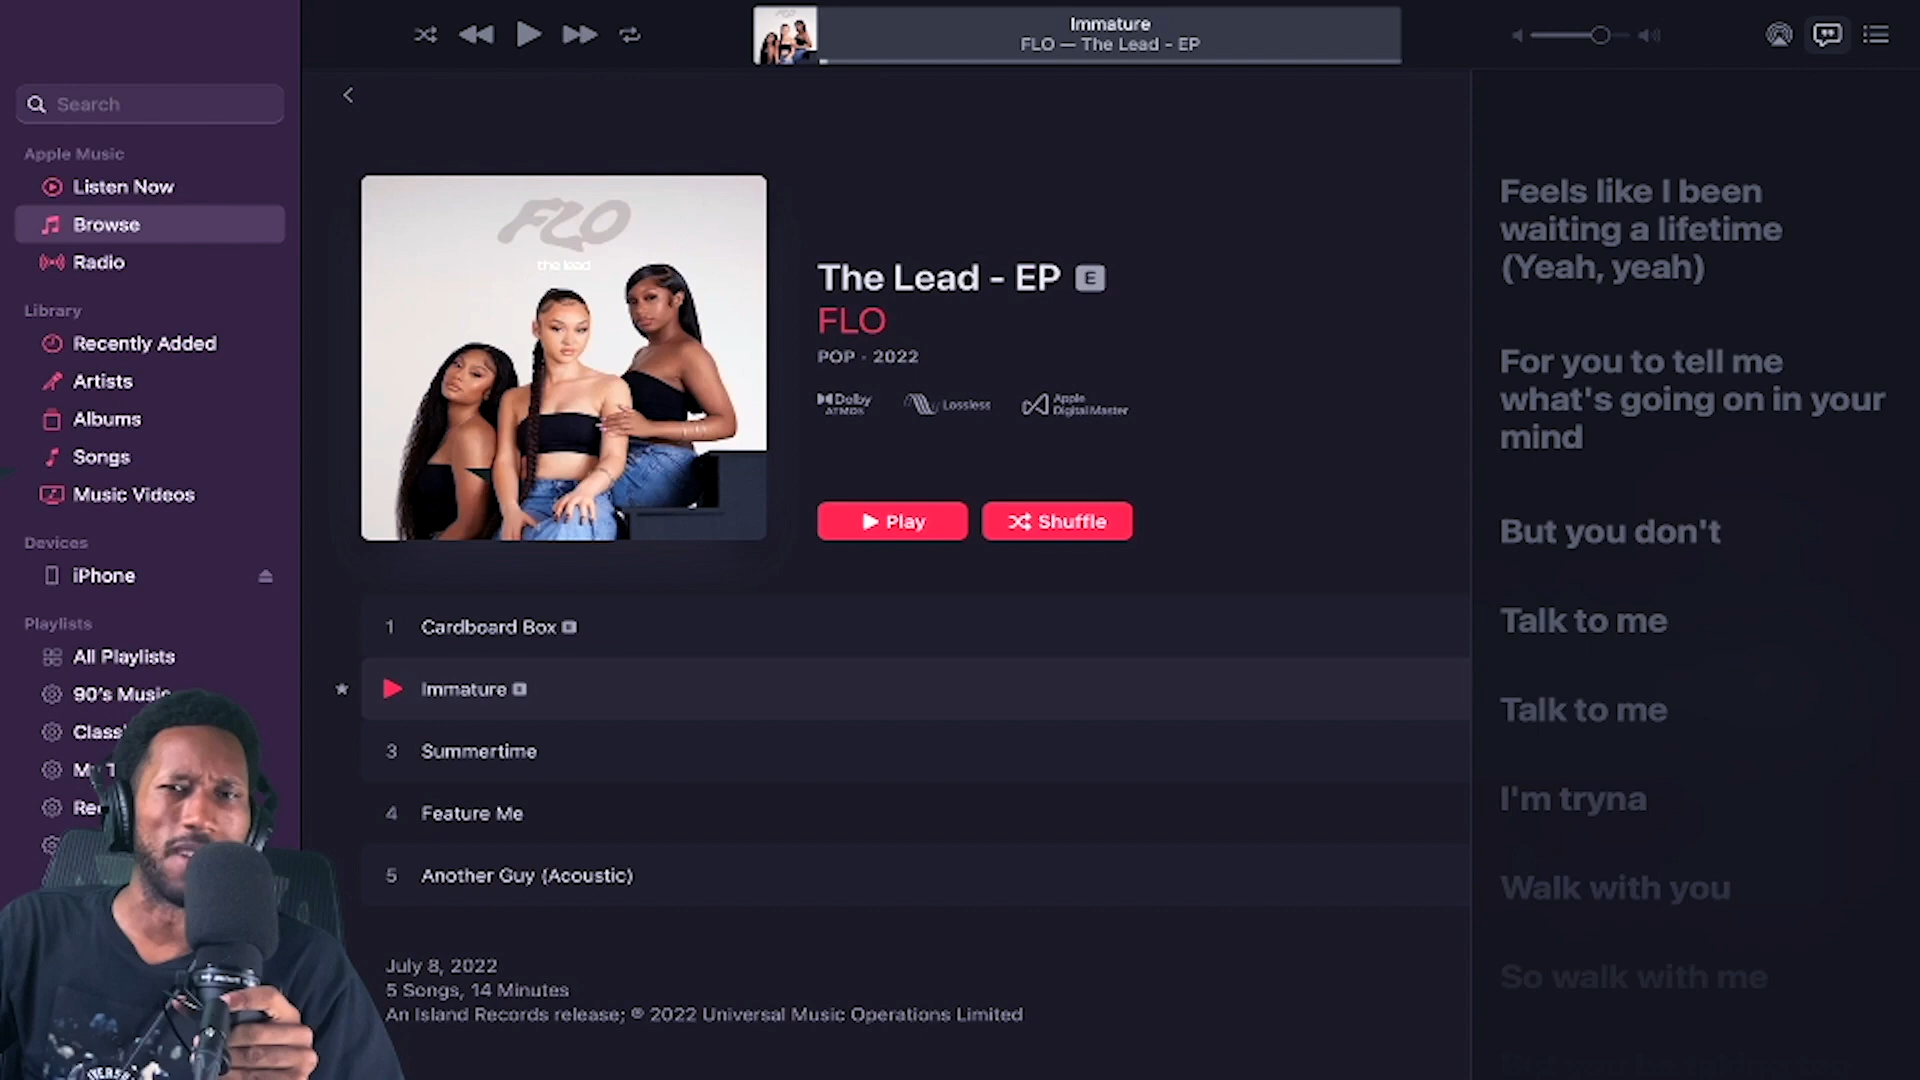 Immature
FLO — The Lead - EP
Search
Apple Music
Listen Now
Browse
Radio
Library
Recently Added
Artists
Albums
Songs
Music Videos
Devices
iPhone
Playlists
All Playlists
90's Music
FLO
the lead
The Lead - EP E
FLO
POP · 2022
Dolby
ATMOS
Lossless
Apple
Digital Master
Play
Shuffle
1 Cardboard Box E
Immature E
3 Summertime
4 Feature Me
5 Another Guy (Acoustic)
July 8, 2022
5 Songs, 14 Minutes
An Island Records release; ℗ 2022 Universal Music Operations Limited
Feels like I been
waiting a lifetime
(Yeah, yeah)
For you to tell me
what's going on in your
mind
But you don't
Talk to me
Talk to me
I'm tryna
Walk with you
So walk with me